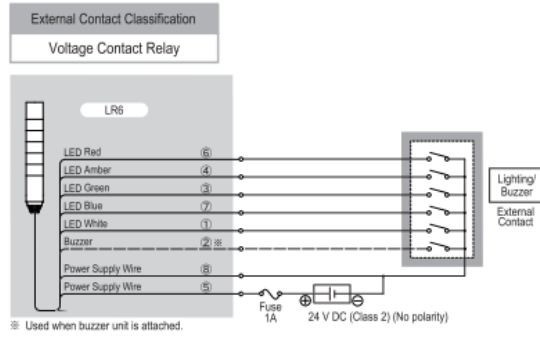 External Contact Classification
Voltage Contact Relay
LR6
LED Red ⑥
LED Amber ④
LED Green ③
LED Blue ⑦
LED White ①
Buzzer ② ※
Power Supply Wire ⑧
Power Supply Wire ⑤
Lighting/
Buzzer
External
Contact
Fuse
1A
⊕ ⊖
24 V DC (Class 2) (No polarity)
※ Used when buzzer unit is attached.